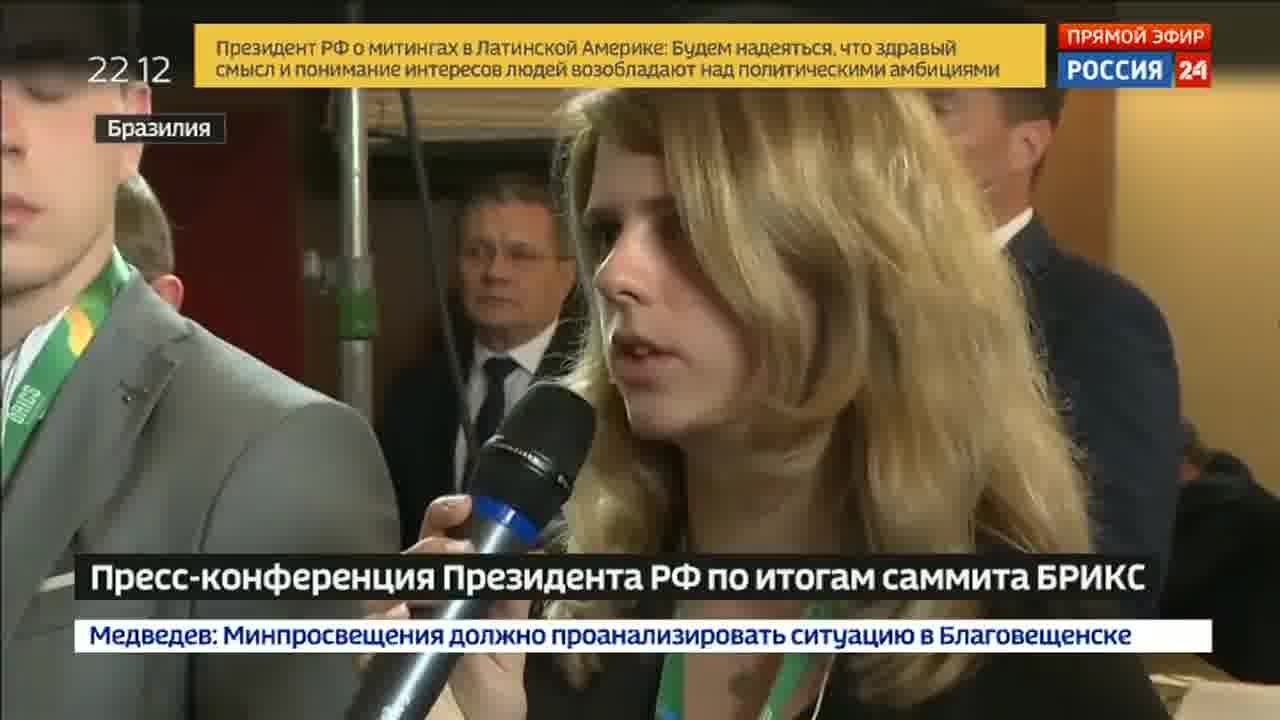 22 12
Президент РФ о митингах в Латинской Америке: Будем надеяться, что здравый
смысл и понимание интересов людей возобладают над политическими амбициями
ПРЯМОЙ ЭФИР
РОССИЯ 24
Бразилия
BRICS
Пресс-конференция Президента РФ по итогам саммита БРИКС
Медведев: Минпросвещения должно проанализировать ситуацию в Благовещенске